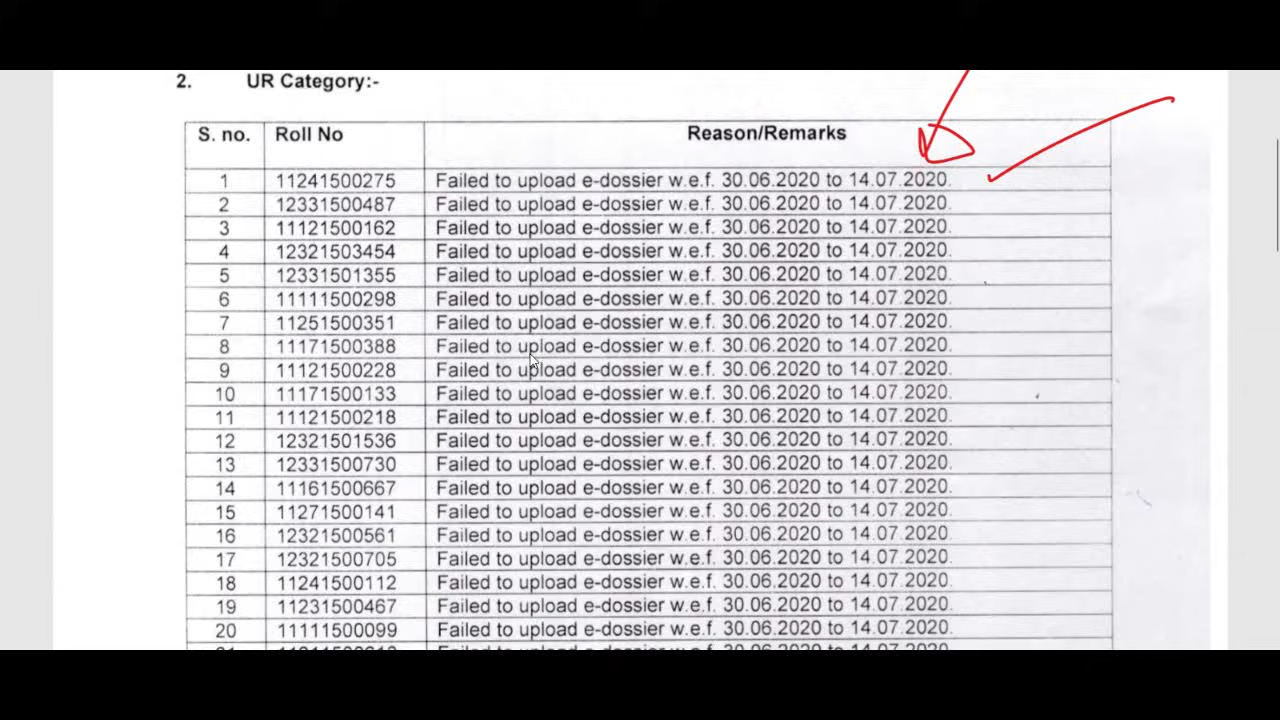 2. UR Category:-
S. no. Roll No Reason/Remarks
1 11241500275 Failed to upload e-dossier w.e.f. 30.06.2020 to 14.07.2020.
2 12331500487 Failed to upload e-dossier w.e.f. 30.06.2020 to 14.07.2020.
3 11121500162 Failed to upload e-dossier w.e.f. 30.06.2020 to 14.07.2020.
4 12321503454 Failed to upload e-dossier w.e.f. 30.06.2020 to 14.07.2020.
5 12331501355 Failed to upload e-dossier w.e.f. 30.06.2020 to 14.07.2020.
6 11111500298 Failed to upload e-dossier w.e.f. 30.06.2020 to 14.07.2020.
7 11251500351 Failed to upload e-dossier w.e.f. 30.06.2020 to 14.07.2020.
8 11171500388 Failed to upload e-dossier w.e.f. 30.06.2020 to 14.07.2020.
9 11121500228 Failed to upload e-dossier w.e.f. 30.06.2020 to 14.07.2020.
10 11171500133 Failed to upload e-dossier w.e.f. 30.06.2020 to 14.07.2020.
11 11121500218 Failed to upload e-dossier w.e.f. 30.06.2020 to 14.07.2020.
12 12321501536 Failed to upload e-dossier w.e.f. 30.06.2020 to 14.07.2020.
13 12331500730 Failed to upload e-dossier w.e.f. 30.06.2020 to 14.07.2020.
14 11161500667 Failed to upload e-dossier w.e.f. 30.06.2020 to 14.07.2020.
15 11271500141 Failed to upload e-dossier w.e.f. 30.06.2020 to 14.07.2020.
16 12321500561 Failed to upload e-dossier w.e.f. 30.06.2020 to 14.07.2020.
17 12321500705 Failed to upload e-dossier w.e.f. 30.06.2020 to 14.07.2020.
18 11241500112 Failed to upload e-dossier w.e.f. 30.06.2020 to 14.07.2020.
19 11231500467 Failed to upload e-dossier w.e.f. 30.06.2020 to 14.07.2020.
20 11111500099 Failed to upload e-dossier w.e.f. 30.06.2020 to 14.07.2020.